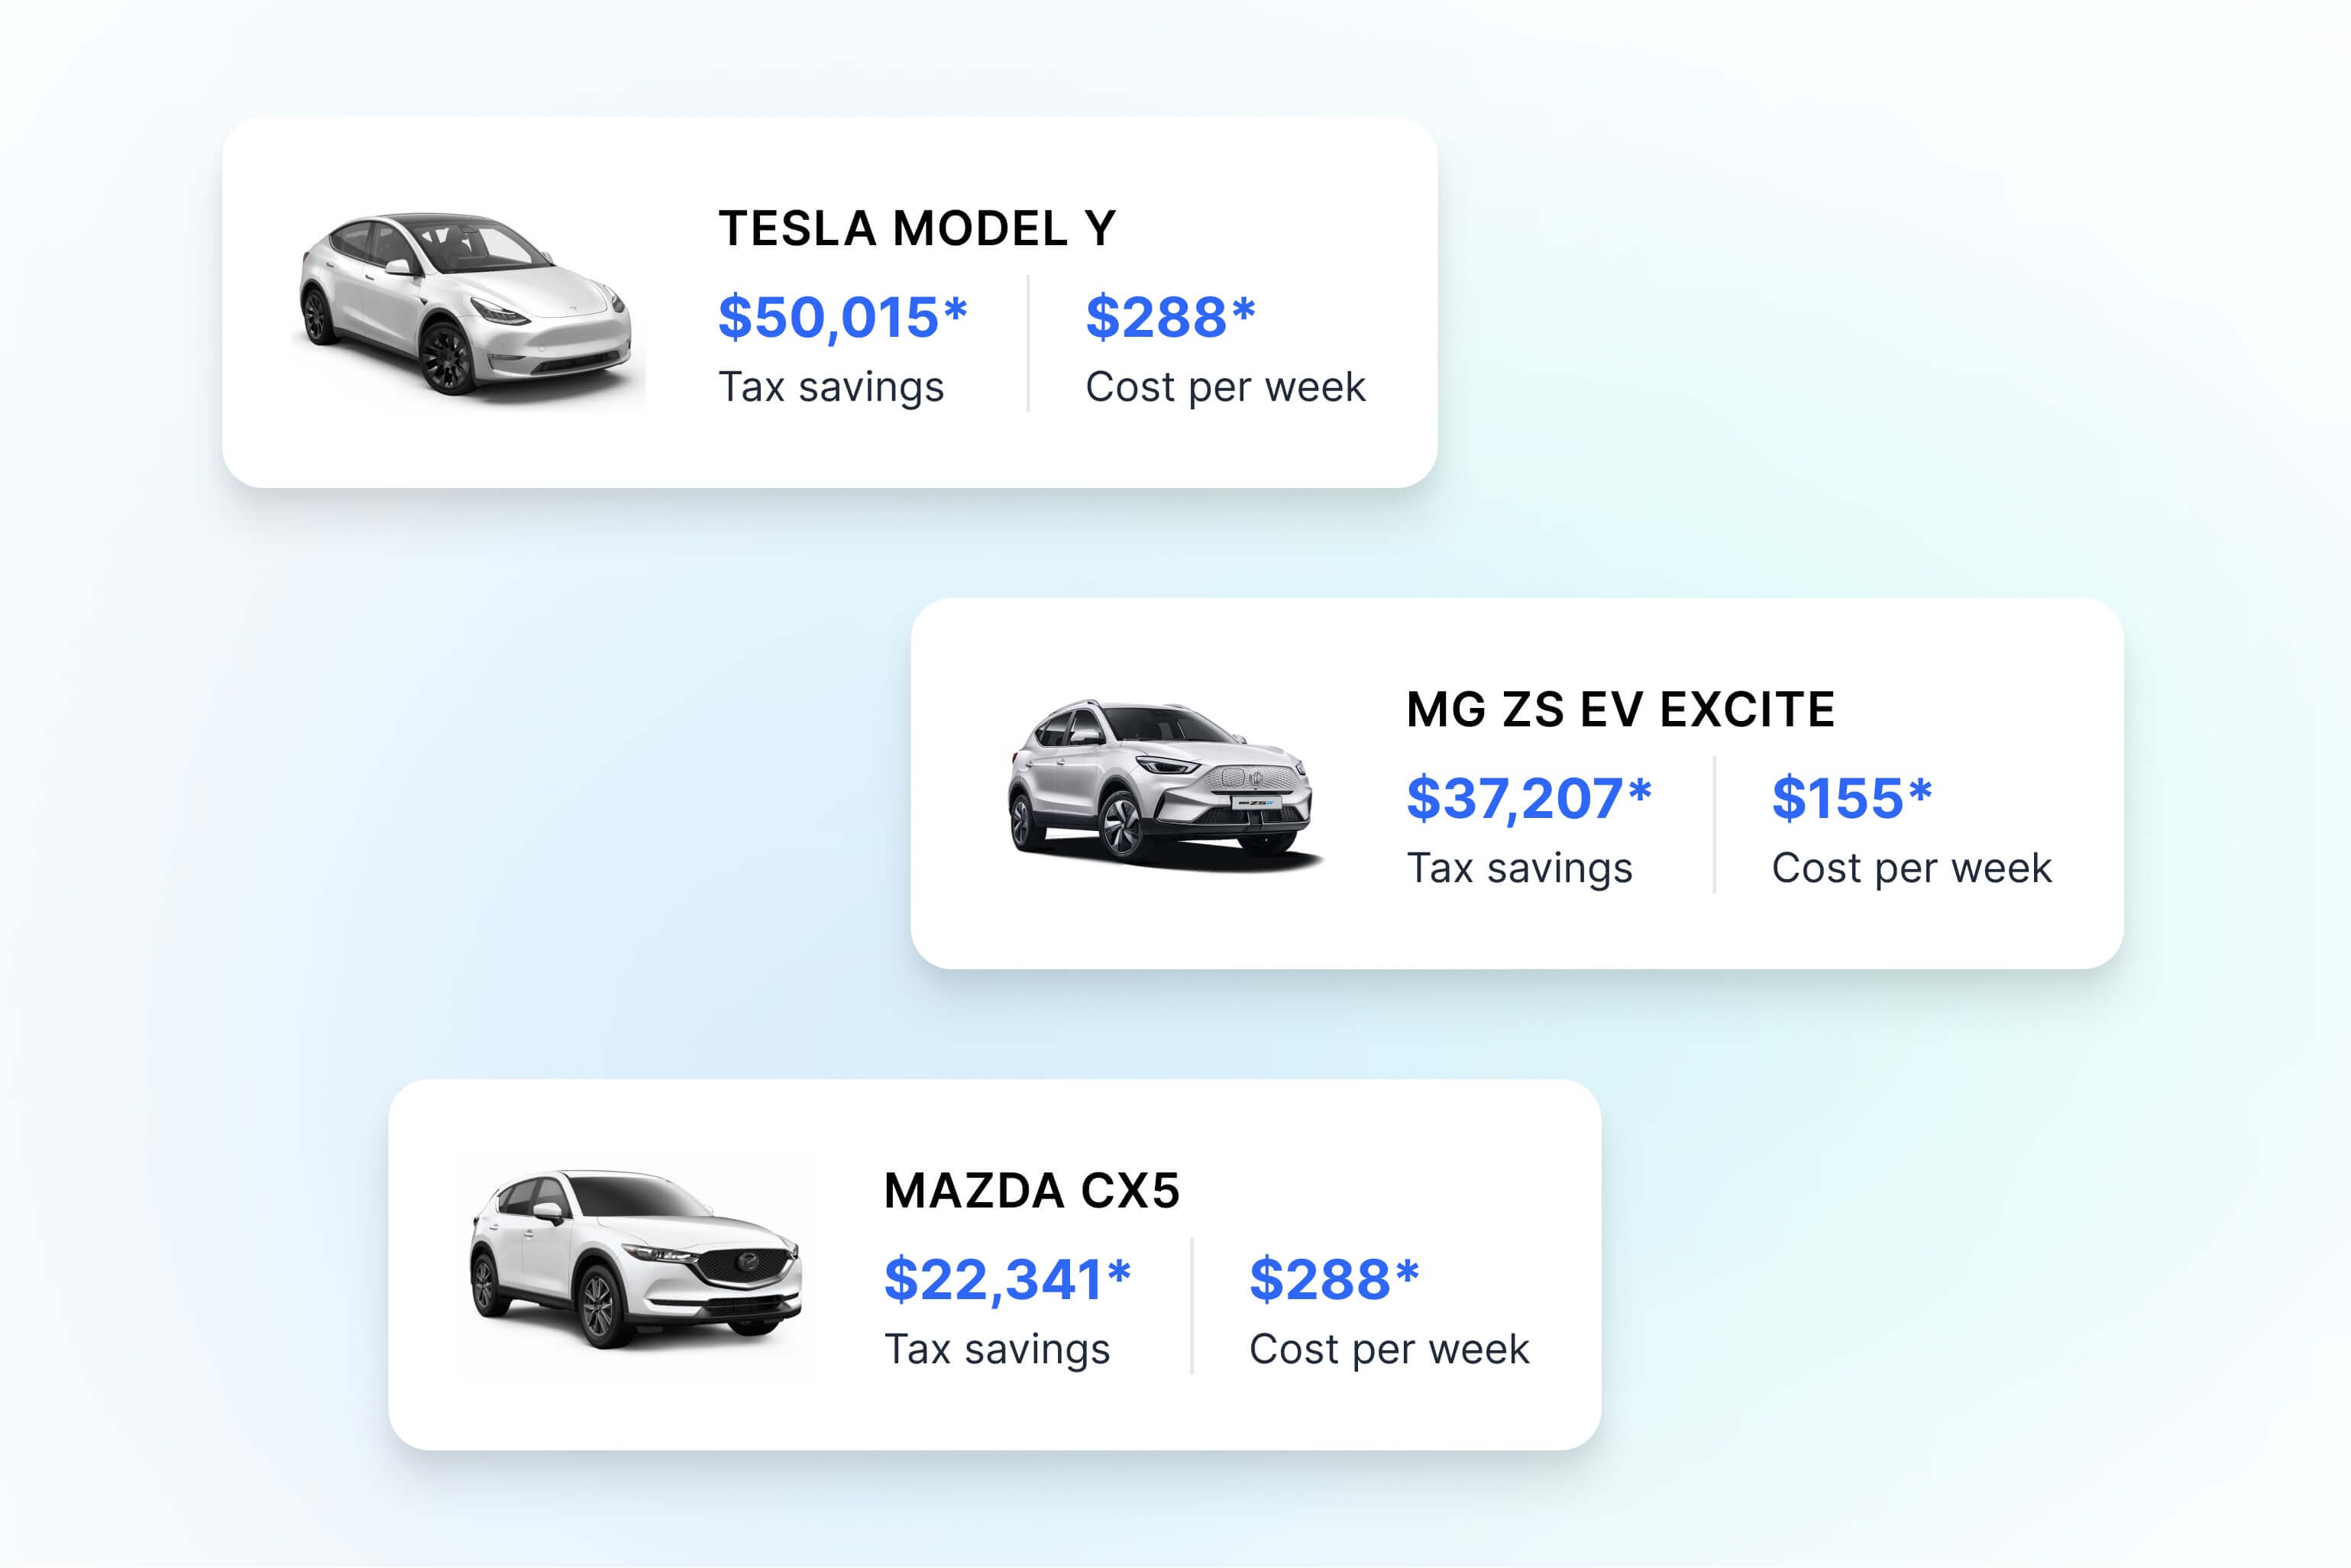 TESLA MODEL Y
$50,015* $288*
Tax savings Cost per week
MG ZS EV EXCITE
$37,207* $155*
Tax savings Cost per week
MAZDA CX5
$22,341* $288*
Tax savings Cost per week